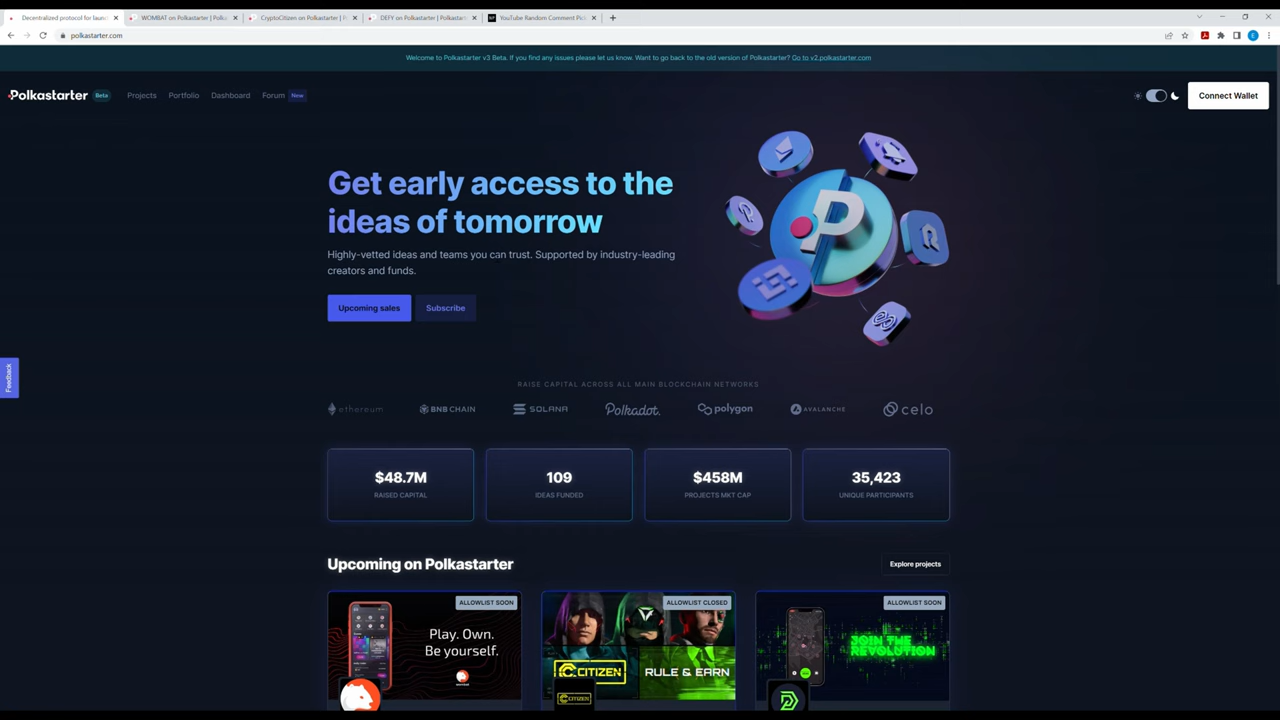 Decentralized protocol for laun
WOMBAT on Polkastarter | Polk
CryptoCitizen on Polkastarter | P
DEFY on Polkastarter | Polkastart
YouTube Random Comment Pick
polkastarter.com
Welcome to Polkastarter v3 Beta. If you find any issues please let us know. Want to go back to the old version of Polkastarter? Go to v2.polkastarter.com
Polkastarter Beta Projects Portfolio Dashboard Forum New Connect Wallet
Get early access to the
ideas of tomorrow
Highly-vetted ideas and teams you can trust. Supported by industry-leading
creators and funds.
Upcoming sales Subscribe
Feedback
RAISE CAPITAL ACROSS ALL MAIN BLOCKCHAIN NETWORKS
ethereum BNB CHAIN SOLANA Polkadot. polygon AVALANCHE celo
$48.7M 109 $458M 35,423
RAISED CAPITAL IDEAS FUNDED PROJECTS MKT CAP UNIQUE PARTICIPANTS
Upcoming on Polkastarter Explore projects
ALLOWLIST SOON ALLOWLIST CLOSED ALLOWLIST SOON
Play. Own.
Be yourself.
CITIZEN RULE & EARN
CITIZEN
JOIN THE
REVOLUTION